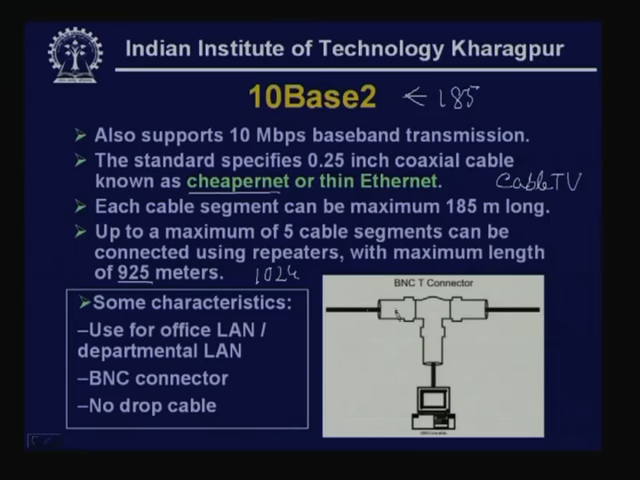 Indian Institute of Technology Kharagpur
10Base2 ← 185
➤ Also supports 10 Mbps baseband transmission.
➤ The standard specifies 0.25 inch coaxial cable
known as cheapernet or thin Ethernet. Cable TV
➤ Each cable segment can be maximum 185 m long.
➤ Up to a maximum of 5 cable segments can be
connected using repeaters, with maximum length
of 925 meters. 1024
➤ Some characteristics:
–Use for office LAN /
departmental LAN
–BNC connector
–No drop cable
BNC T Connector